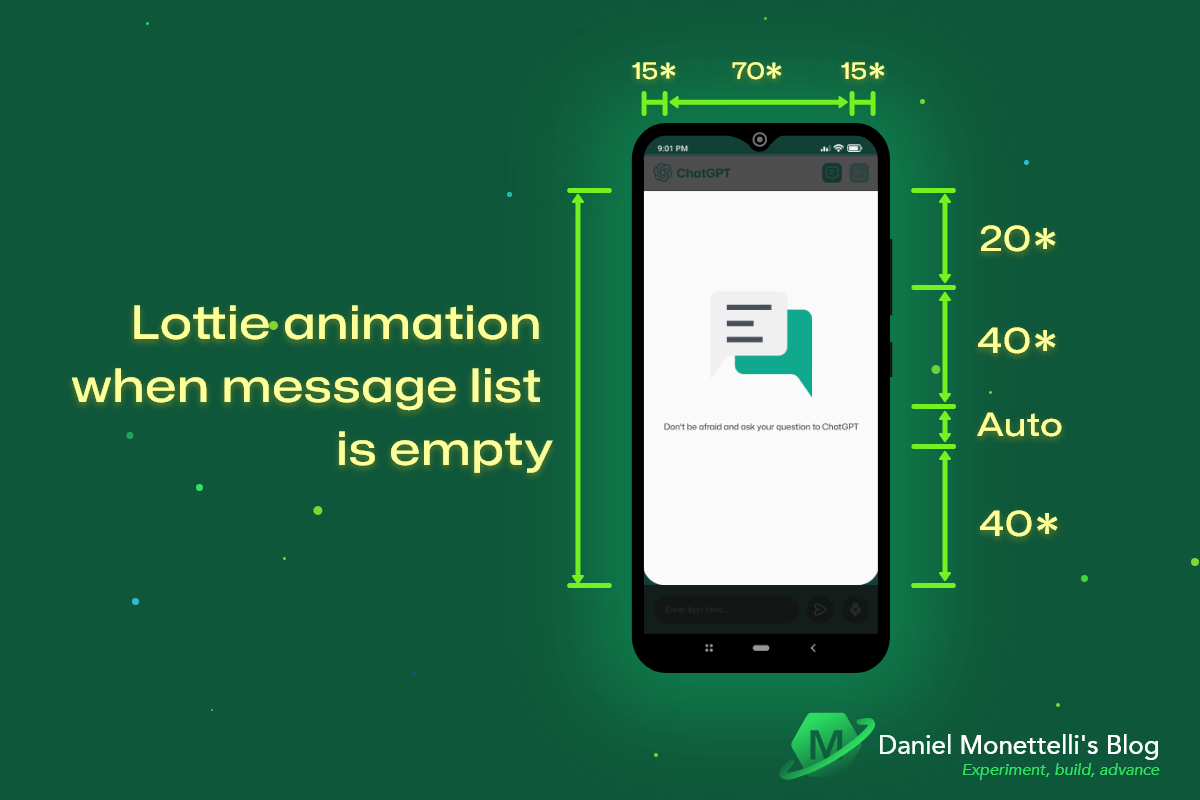 15* 70* 15*
9:01 PM
ChatGPT
20*
Lottie animation
when message list
is empty
40*
Don't be afraid and ask your question to ChatGPT
Auto
40*
Enter text here...
M
Daniel Monettelli's Blog
Experiment, build, advance